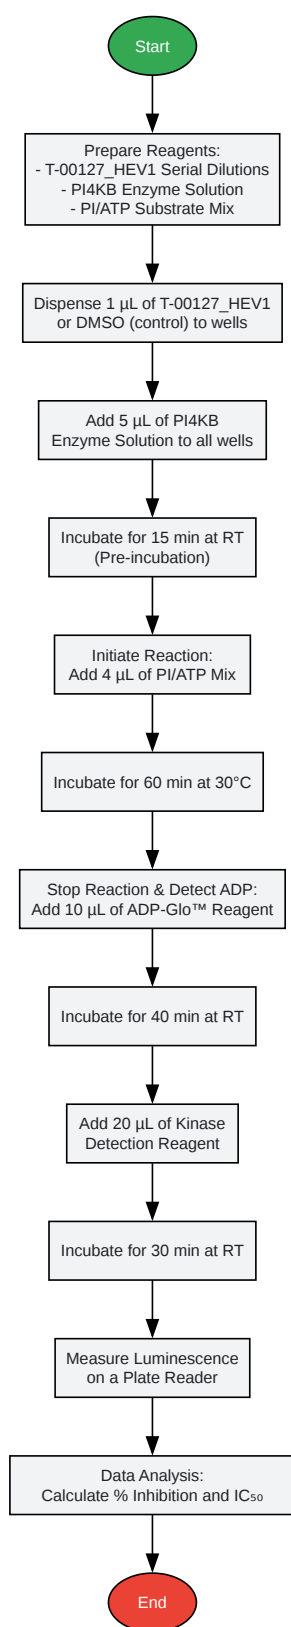 Start
Prepare Reagents:
- T-00127_HEV1 Serial Dilutions
- PI4KB Enzyme Solution
- PI/ATP Substrate Mix
Dispense 1 µL of T-00127_HEV1
or DMSO (control) to wells
Add 5 µL of PI4KB
Enzyme Solution to all wells
Incubate for 15 min at RT
(Pre-incubation)
Initiate Reaction:
Add 4 µL of PI/ATP Mix
Incubate for 60 min at 30°C
Stop Reaction & Detect ADP:
Add 10 µL of ADP-Glo™ Reagent
Incubate for 40 min at RT
Add 20 µL of Kinase
Detection Reagent
Incubate for 30 min at RT
Measure Luminescence
on a Plate Reader
Data Analysis:
Calculate % Inhibition and IC₅₀
End